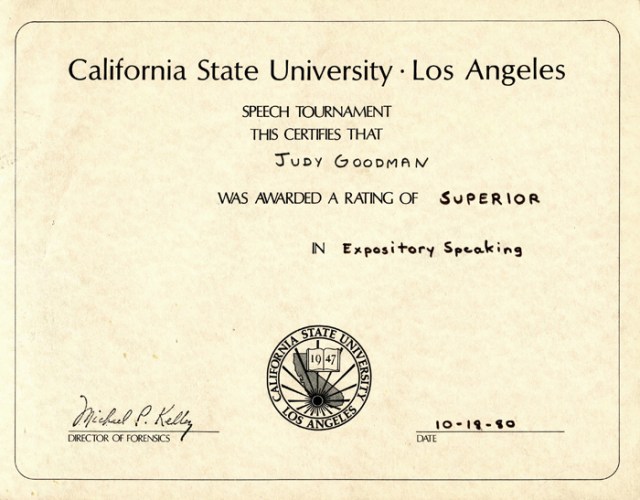 California State University · Los Angeles
SPEECH TOURNAMENT
THIS CERTIFIES THAT
JUDY GOODMAN
WAS AWARDED A RATING OF SUPERIOR
IN Expository Speaking
CALIFORNIA STATE UNIVERSITY
1947
LOS ANGELES
Michael P. Kelley
DIRECTOR OF FORENSICS
10-18-80
DATE